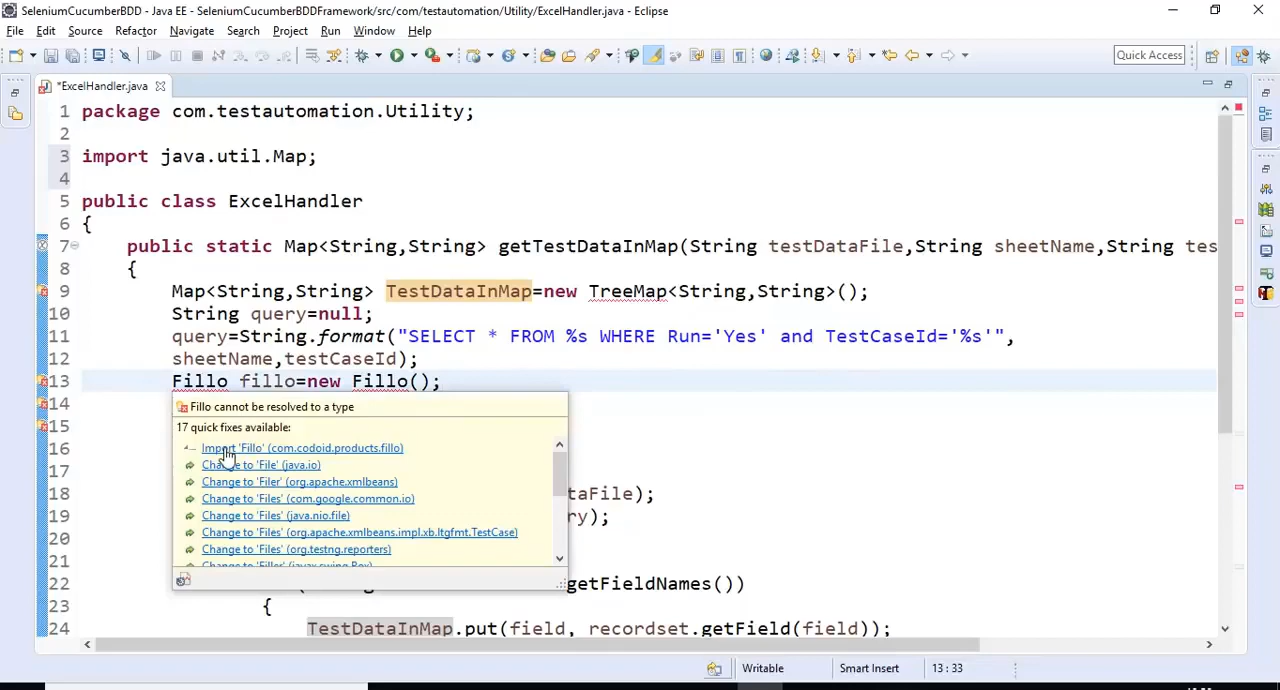 SeleniumCucumberBDD - Java EE - SeleniumCucumberBDDFramework/src/com/testautomation/Utility/ExcelHandler.java - Eclipse
File Edit Source Refactor Navigate Search Project Run Window Help
Quick Access
*ExcelHandler.java
1 package com.testautomation.Utility;
2
3 import java.util.Map;
4
5 public class ExcelHandler
6 {
7 public static Map<String,String> getTestDataInMap(String testDataFile,String sheetName,String tes
8 {
9 Map<String,String> TestDataInMap=new TreeMap<String,String>();
10 String query=null;
11 query=String.format("SELECT * FROM %s WHERE Run='Yes' and TestCaseId='%s'",
12 sheetName,testCaseId);
13 Fillo fillo=new Fillo();
14
Fillo cannot be resolved to a type
15
17 quick fixes available:
16
Import 'Fillo' (com.codoid.products.fillo)
17
Change to 'File' (java.io)
Change to 'Filer' (org.apache.xmlbeans)
18 taFile);
Change to 'Files' (com.google.common.io)
19 ry);
Change to 'Files' (java.nio.file)
20
Change to 'Files' (org.apache.xmlbeans.impl.xb.ltgfmt.TestCase)
21
Change to 'Files' (org.testng.reporters)
Change to 'Filler' (javax.swing.Box)
22 getFieldNames())
23 {
24 TestDataInMap.put(field, recordset.getField(field));
Writable Smart Insert 13 : 33